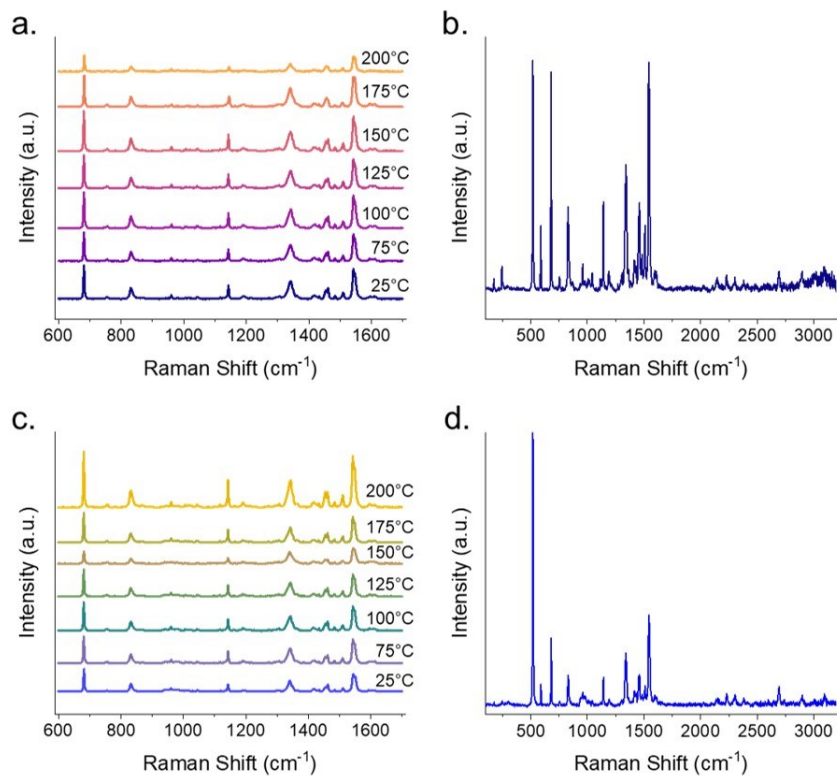 a.
200°C
175°C
150°C
125°C
100°C
75°C
25°C
Intensity (a.u.)
600 800 1000 1200 1400 1600
Raman Shift (cm⁻¹)
b.
Intensity (a.u.)
500 1000 1500 2000 2500 3000
Raman Shift (cm⁻¹)
c.
200°C
175°C
150°C
125°C
100°C
75°C
25°C
Intensity (a.u.)
600 800 1000 1200 1400 1600
Raman Shift (cm⁻¹)
d.
Intensity (a.u.)
500 1000 1500 2000 2500 3000
Raman Shift (cm⁻¹)